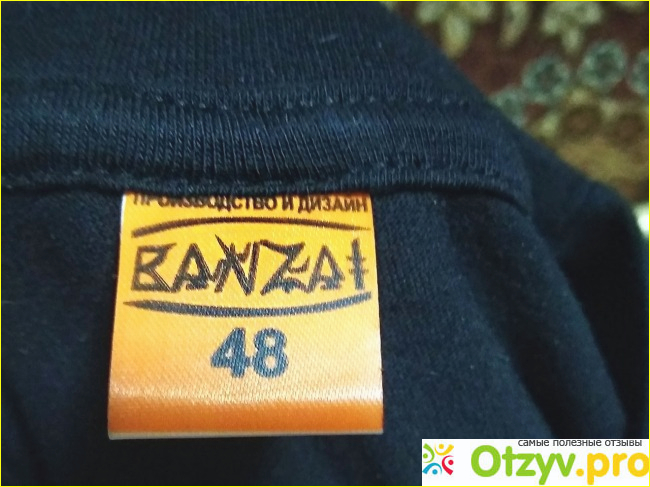 ПРОИЗВОДСТВО И ДИЗАЙН
BANZAI
48
самые полезные отзывы
Otzyv.pro